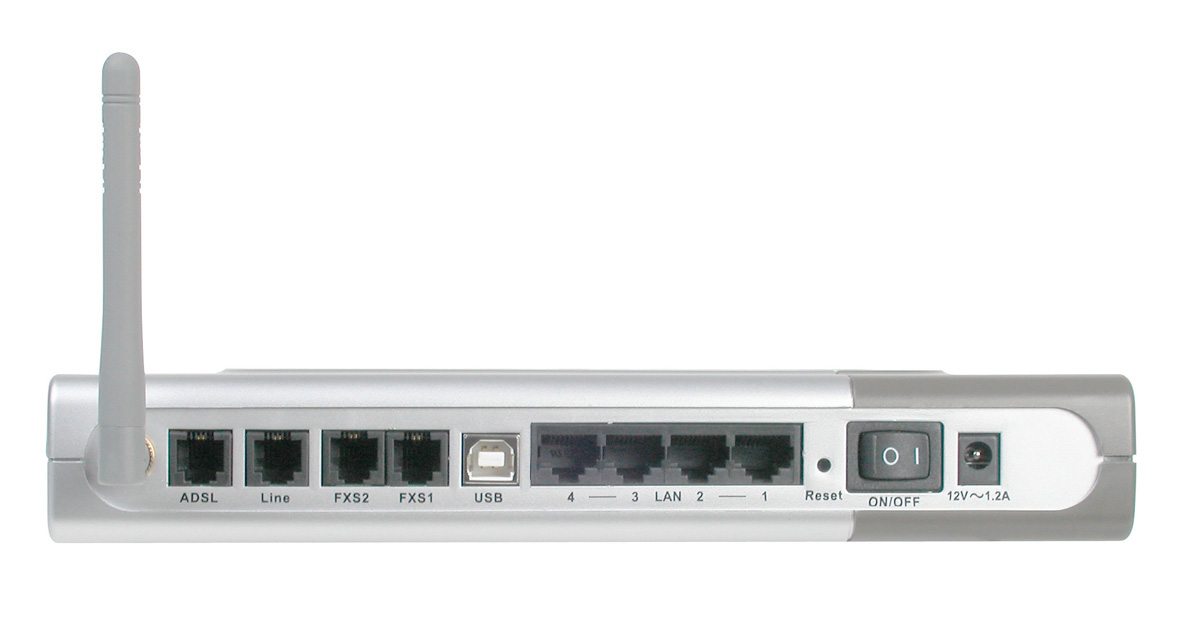 ADSL Line FXS2 FXS1 USB 4 3 LAN 2 1 Reset ON/OFF 12V～1.2A
O I